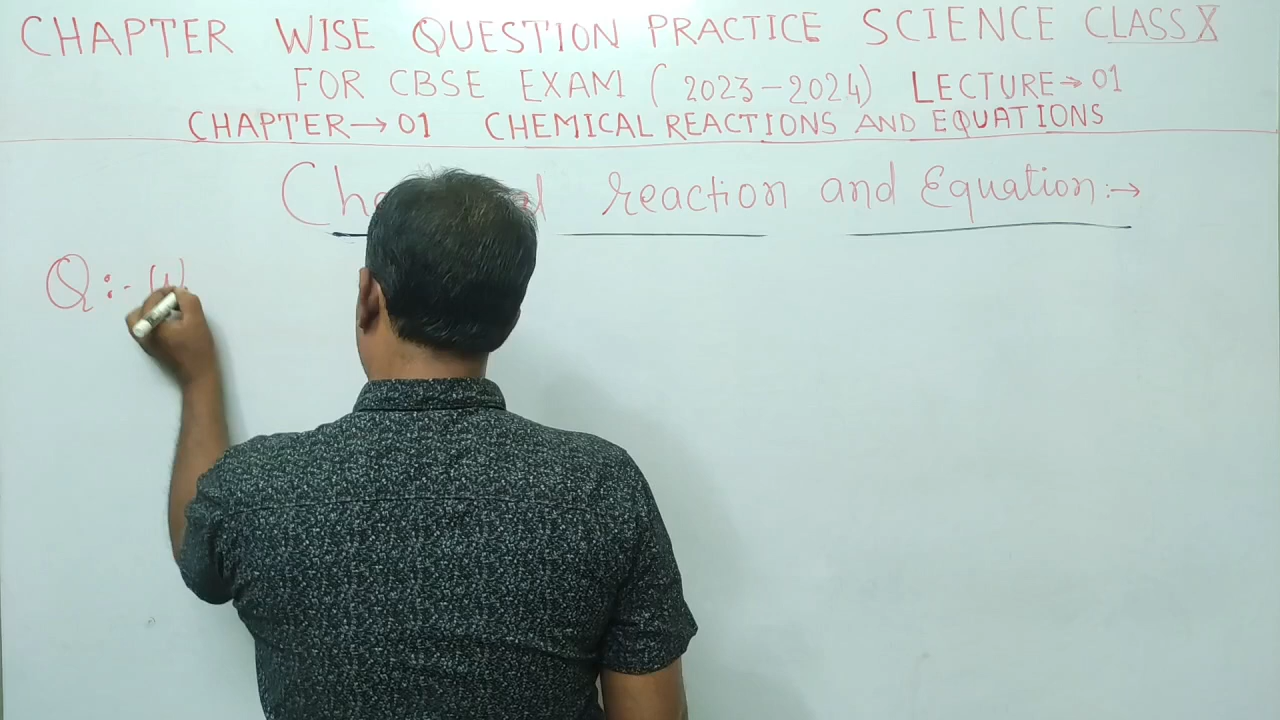 CHAPTER WISE QUESTION PRACTICE SCIENCE CLASS X
FOR CBSE EXAM (2023-2024) LECTURE→01
CHAPTER→01 CHEMICAL REACTIONS AND EQUATIONS
reaction and Equation:→
Q:-